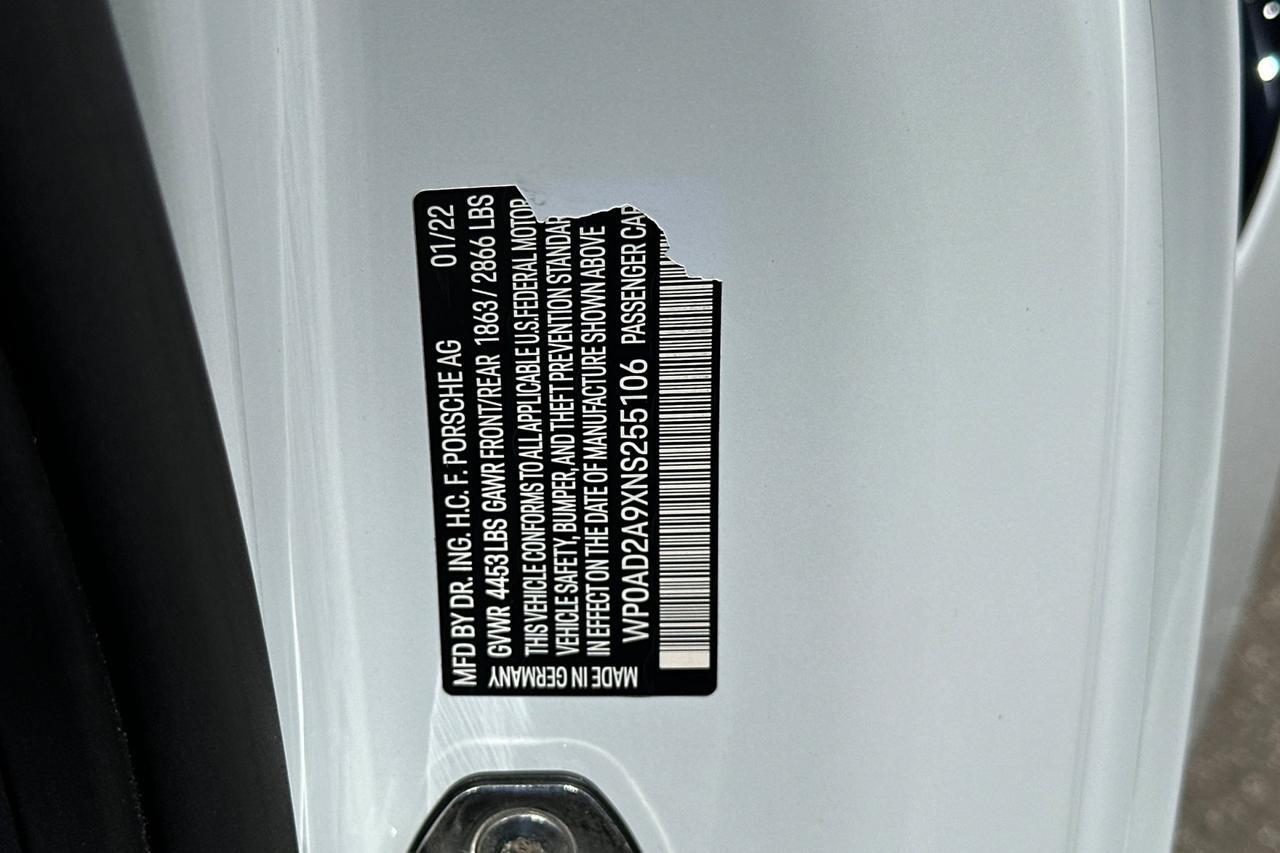 MFD BY DR. ING. H.C. F. PORSCHE AG 01/22
GVWR 4453 LBS GAWR FRONT/REAR 1863 / 2866 LBS
THIS VEHICLE CONFORMS TO ALL APPLICABLE U.S. FEDERAL MOTOR
VEHICLE SAFETY, BUMPER, AND THEFT PREVENTION STANDAR
IN EFFECT ON THE DATE OF MANUFACTURE SHOWN ABOVE
WP0AD2A9XNS255106 PASSENGER CAR
MADE IN GERMANY